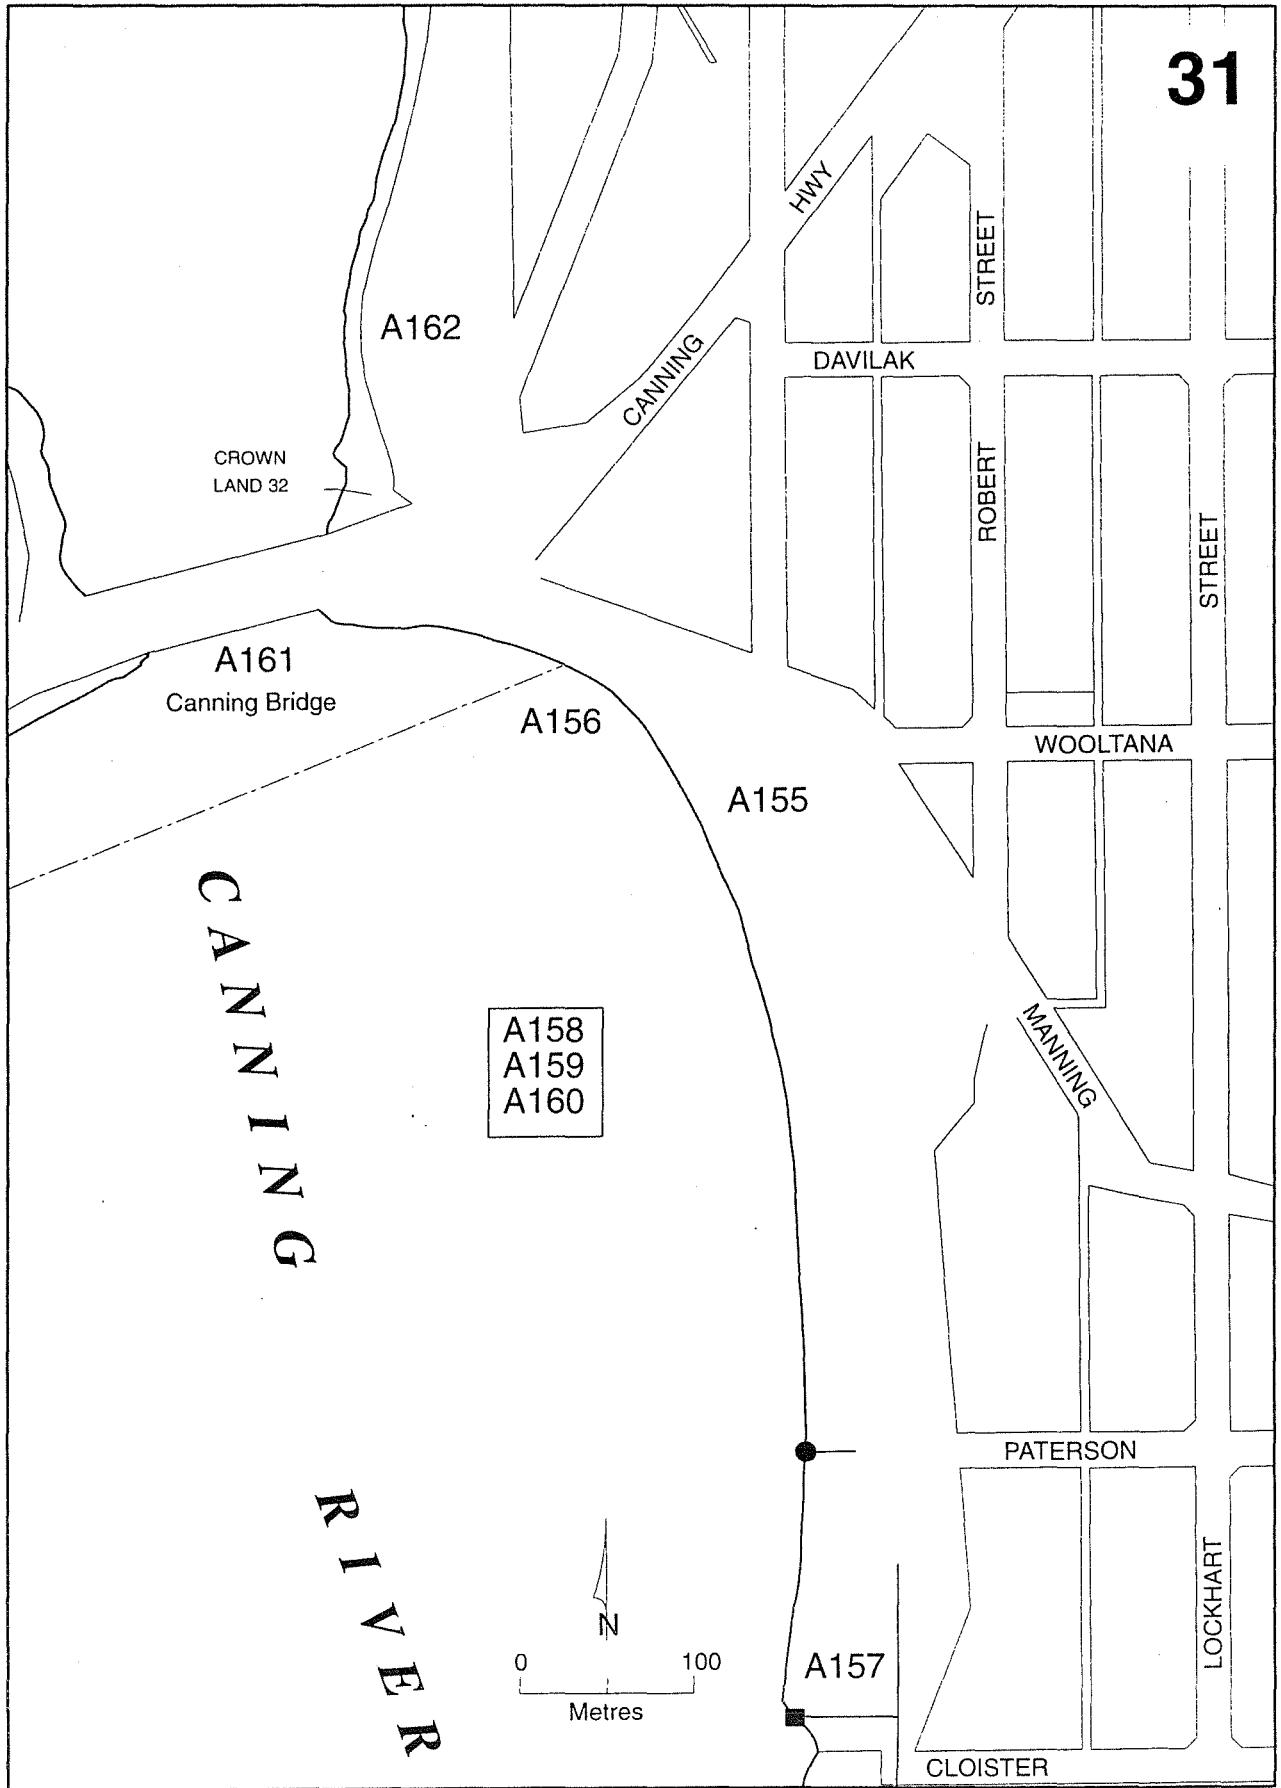 31
HWY
STREET
A162
CANNING
DAVILAK
CROWN
LAND 32
ROBERT
STREET
A161
Canning Bridge
A156
WOOLTANA
A155
CANNING
A158
A159
A160
MANNING
PATERSON
RIVER
LOCKHART
N
0 100
Metres
A157
CLOISTER